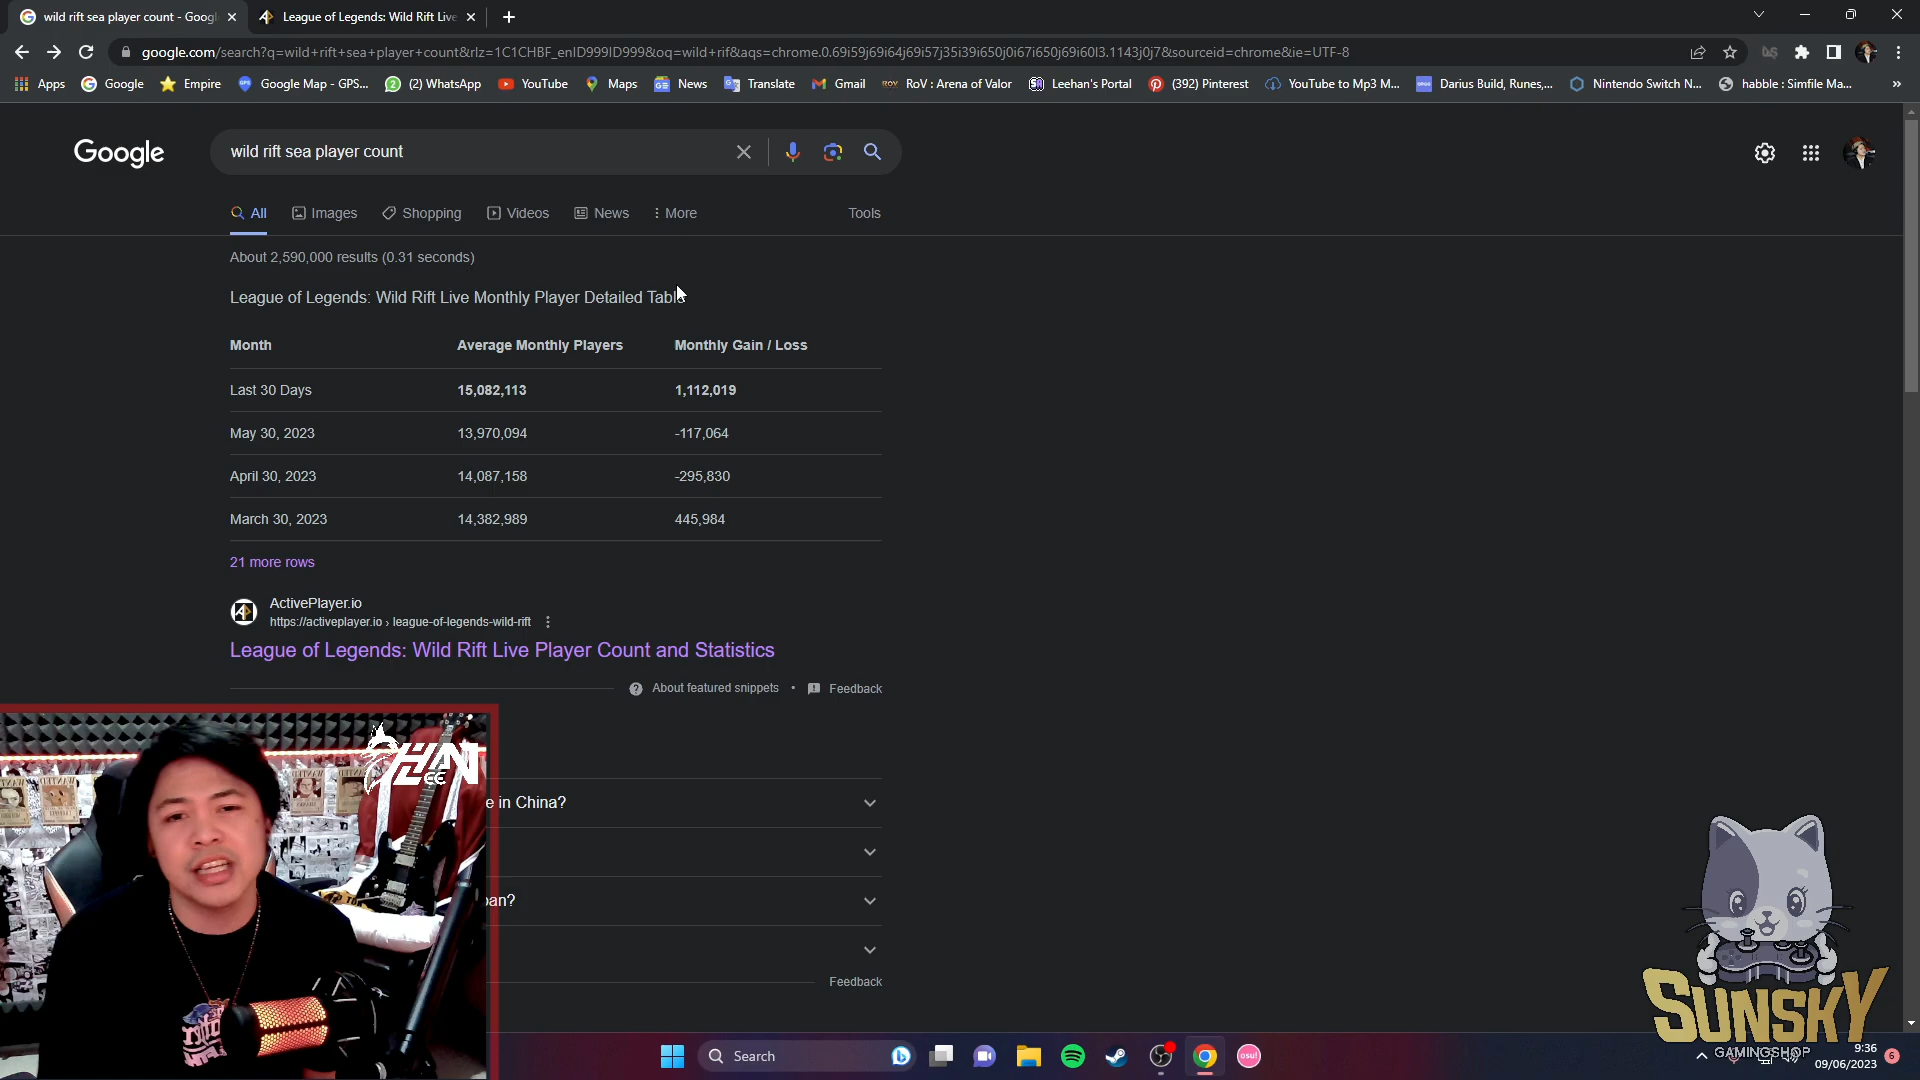 wild rift sea player count - Googl
League of Legends: Wild Rift Live
google.com/search?q=wild+rift+sea+player+count&rlz=1C1CHBF_enID999ID999&oq=wild+rif&aqs=chrome.0.69i59j69i64j69i57j35i39i650j0i67i650j69i60l3.1143j0j7&sourceid=chrome&ie=UTF-8
Apps Google Empire Google Map - GPS... (2) WhatsApp YouTube Maps News Translate Gmail RoV : Arena of Valor Leehan's Portal (392) Pinterest YouTube to Mp3 M... Darius Build, Runes,... Nintendo Switch N... habble : Simfile Ma... »
Google
wild rift sea player count
All Images Shopping Videos News More Tools
About 2,590,000 results (0.31 seconds)
League of Legends: Wild Rift Live Monthly Player Detailed Table
Month Average Monthly Players Monthly Gain / Loss
Last 30 Days 15,082,113 1,112,019
May 30, 2023 13,970,094 -117,064
April 30, 2023 14,087,158 -295,830
March 30, 2023 14,382,989 445,984
21 more rows
ActivePlayer.io
https://activeplayer.io › league-of-legends-wild-rift
League of Legends: Wild Rift Live Player Count and Statistics
About featured snippets • Feedback
HAN
LEE
e in China?
pan?
Feedback
SUNSKY
GAMINGSHOP
Search
osu!
9:36
09/06/2023
6